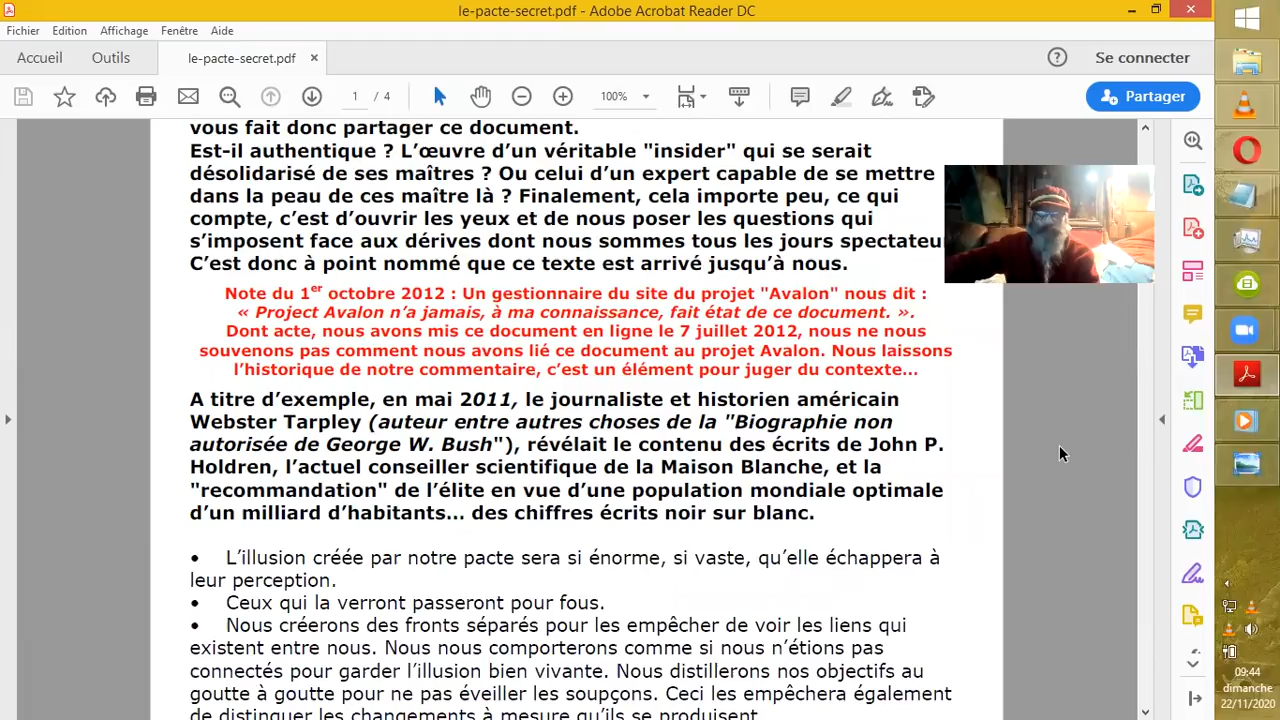 le-pacte-secret.pdf - Adobe Acrobat Reader DC
Fichier Edition Affichage Fenêtre Aide
Accueil Outils le-pacte-secret.pdf × ? Se connecter
1 / 4 100% Partager
vous fait donc partager ce document.
Est-il authentique ? L’œuvre d’un véritable "insider" qui se serait
désolidarisé de ses maîtres ? Ou celui d’un expert capable de se mettre
dans la peau de ces maître là ? Finalement, cela importe peu, ce qui
compte, c’est d’ouvrir les yeux et de nous poser les questions qui
s’imposent face aux dérives dont nous sommes tous les jours spectateu
C’est donc à point nommé que ce texte est arrivé jusqu’à nous.
Note du 1er octobre 2012 : Un gestionnaire du site du projet "Avalon" nous dit :
« Project Avalon n’a jamais, à ma connaissance, fait état de ce document. ».
Dont acte, nous avons mis ce document en ligne le 7 juillet 2012, nous ne nous
souvenons pas comment nous avons lié ce document au projet Avalon. Nous laissons
l’historique de notre commentaire, c’est un élément pour juger du contexte…
A titre d’exemple, en mai 2011, le journaliste et historien américain
Webster Tarpley (auteur entre autres choses de la "Biographie non
autorisée de George W. Bush"), révélait le contenu des écrits de John P.
Holdren, l’actuel conseiller scientifique de la Maison Blanche, et la
"recommandation" de l’élite en vue d’une population mondiale optimale
d’un milliard d’habitants… des chiffres écrits noir sur blanc.
• L’illusion créée par notre pacte sera si énorme, si vaste, qu’elle échappera à
leur perception.
• Ceux qui la verront passeront pour fous.
• Nous créerons des fronts séparés pour les empêcher de voir les liens qui
existent entre nous. Nous nous comporterons comme si nous n’étions pas
connectés pour garder l’illusion bien vivante. Nous distillerons nos objectifs au
goutte à goutte pour ne pas éveiller les soupçons. Ceci les empêchera également
de distinguer les changements à mesure qu’ils se produisent.
09:44
dimanche
22/11/2020